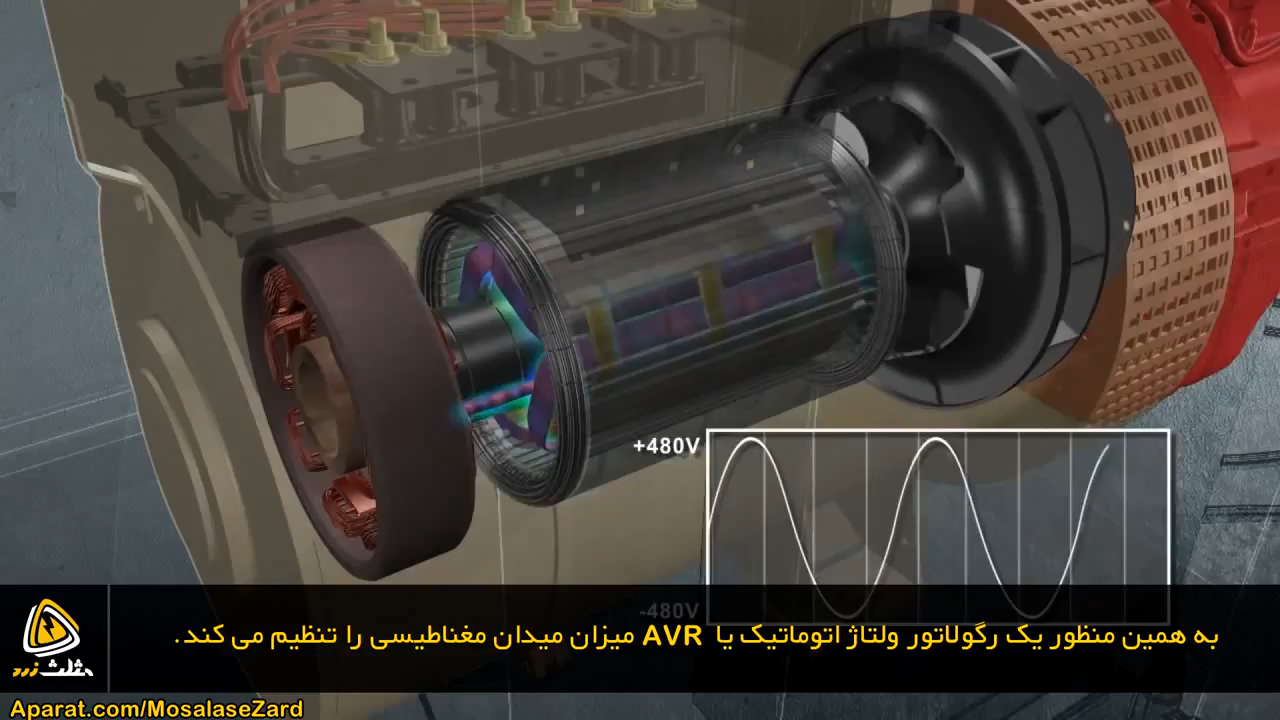 +480V
-480V
به همین منظور یک رگولاتور ولتاژ اتوماتیک یا AVR میزان میدان مغناطیسی را تنظیم می کند.
مثلث زرد
Aparat.com/MosalaseZard